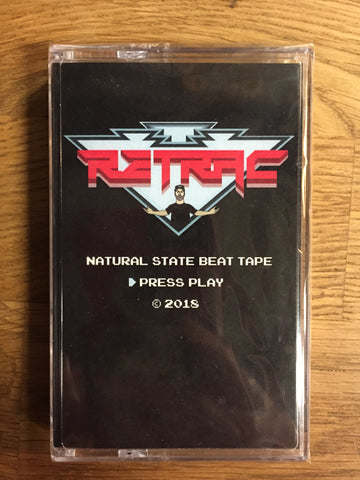 RETRAC
NATURAL STATE BEAT TAPE
PRESS PLAY
© 2018